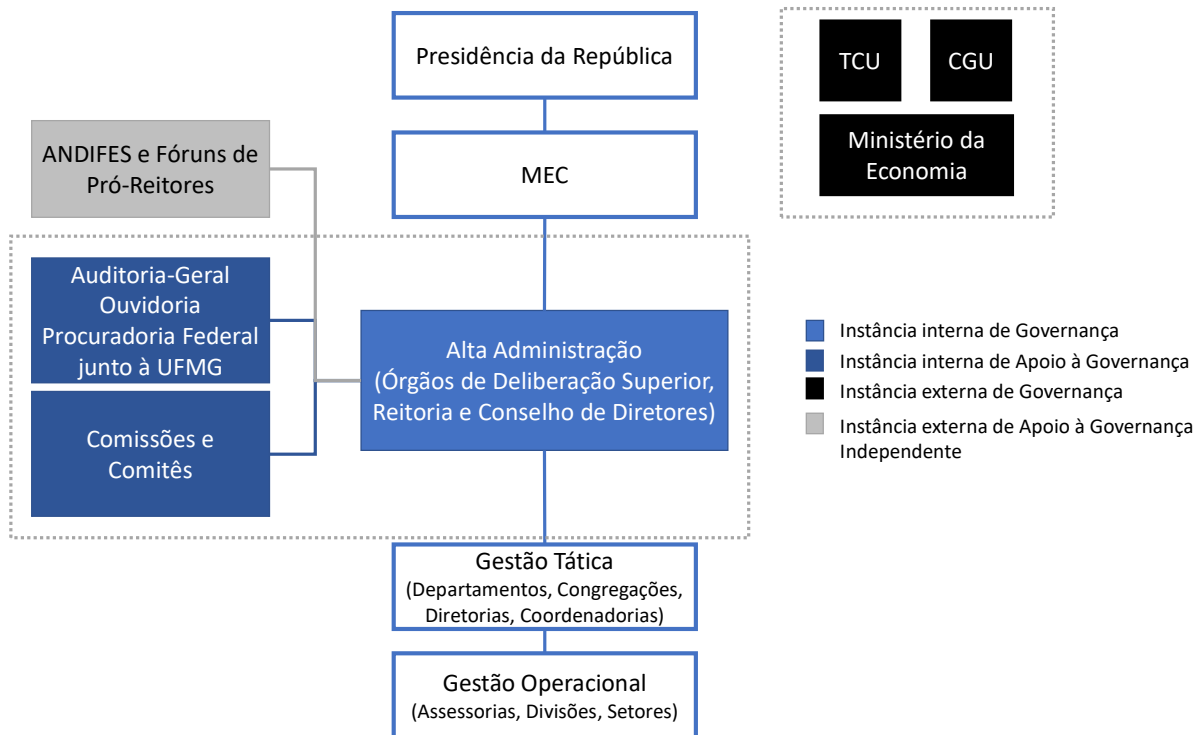 Presidência da República
TCU
CGU
Ministério da
Economia
ANDIFES e Fóruns de
Pró-Reitores
MEC
Auditoria-Geral
Ouvidoria
Procuradoria Federal
junto à UFMG
Comissões e
Comitês
Alta Administração
(Órgãos de Deliberação Superior,
Reitoria e Conselho de Diretores)
Instância interna de Governança
Instância interna de Apoio à Governança
Instância externa de Governança
Instância externa de Apoio à Governança
Independente
Gestão Tática
(Departamentos, Congregações,
Diretorias, Coordenadorias)
Gestão Operacional
(Assessorias, Divisões, Setores)